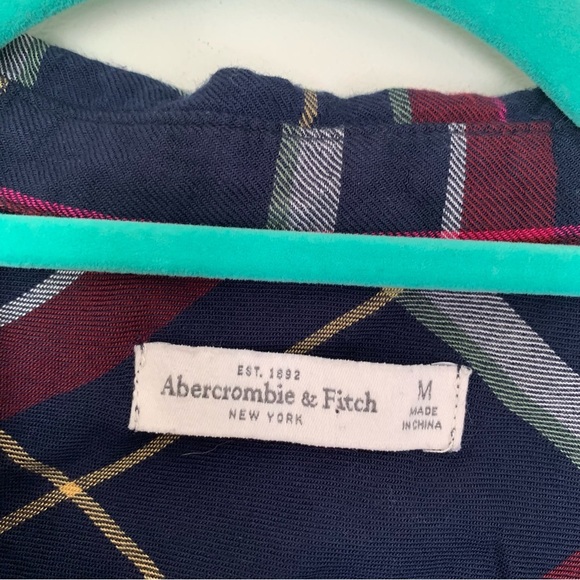 EST. 1892
Abercrombie & Fitch
NEW YORK
M
MADE
IN CHINA